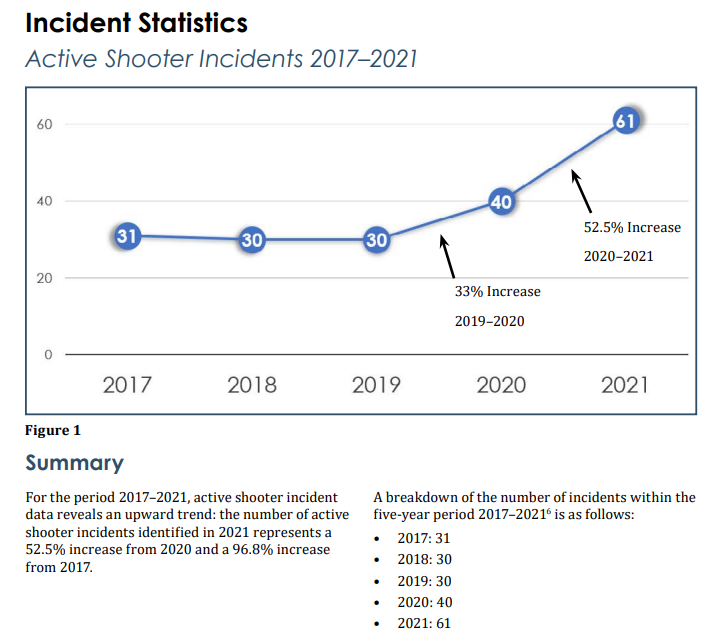 Incident Statistics
Active Shooter Incidents 2017–2021
60
40
20
0
31
30
30
40
61
33% Increase
2019–2020
52.5% Increase
2020–2021
2017 2018 2019 2020 2021
Figure 1
Summary
For the period 2017–2021, active shooter incident
data reveals an upward trend: the number of active
shooter incidents identified in 2021 represents a
52.5% increase from 2020 and a 96.8% increase
from 2017.
A breakdown of the number of incidents within the
five-year period 2017–2021⁶ is as follows:
• 2017: 31
• 2018: 30
• 2019: 30
• 2020: 40
• 2021: 61